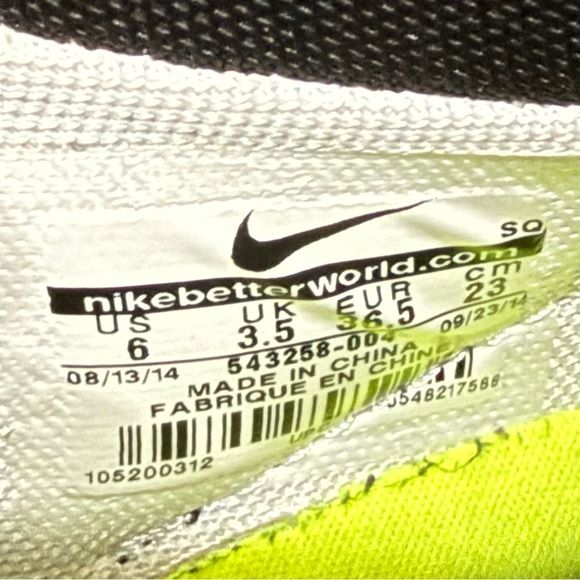 SQ
nikebetterworld.com
US UK EUR cm
6 3.5 36.5 23
08/13/14 543258-004 09/23/14
MADE IN CHINA
FABRIQUE EN CHINE
105200312